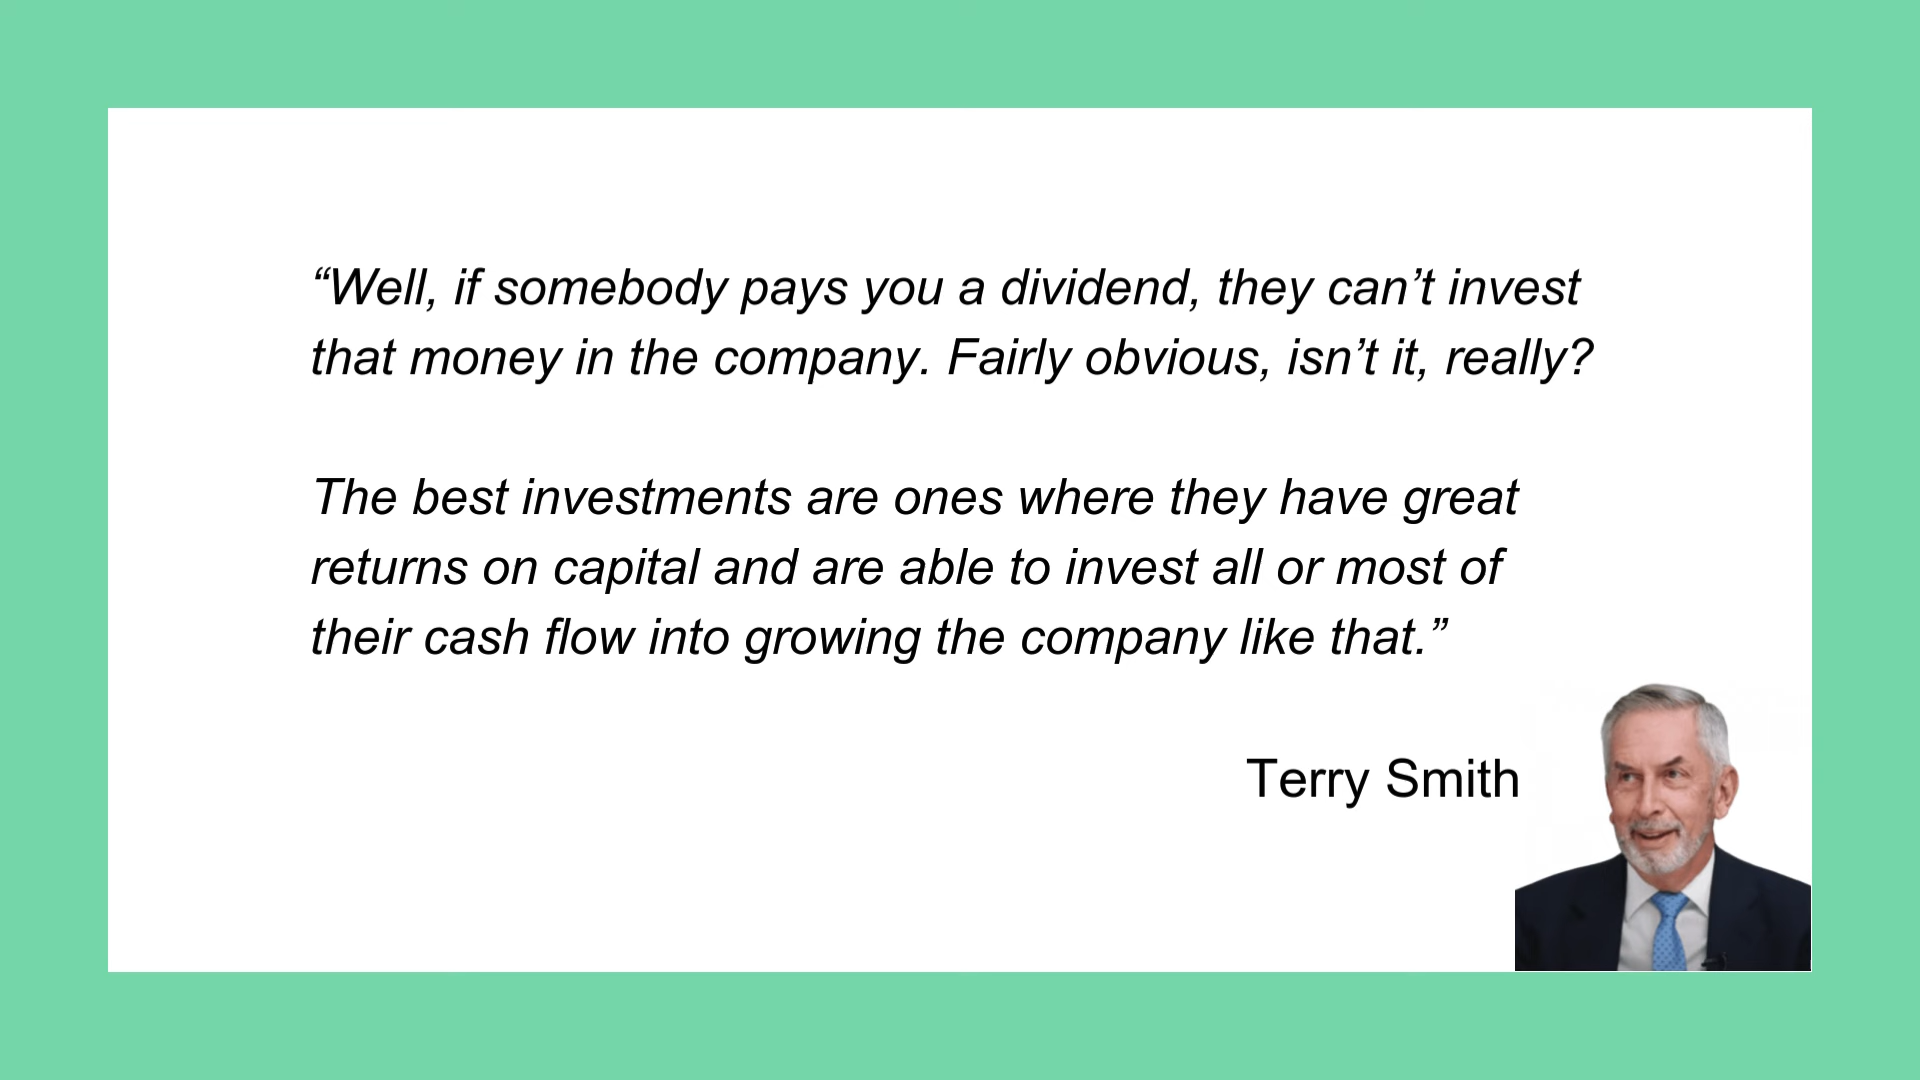 “Well, if somebody pays you a dividend, they can’t invest
that money in the company. Fairly obvious, isn’t it, really?
The best investments are ones where they have great
returns on capital and are able to invest all or most of
their cash flow into growing the company like that.”
Terry Smith